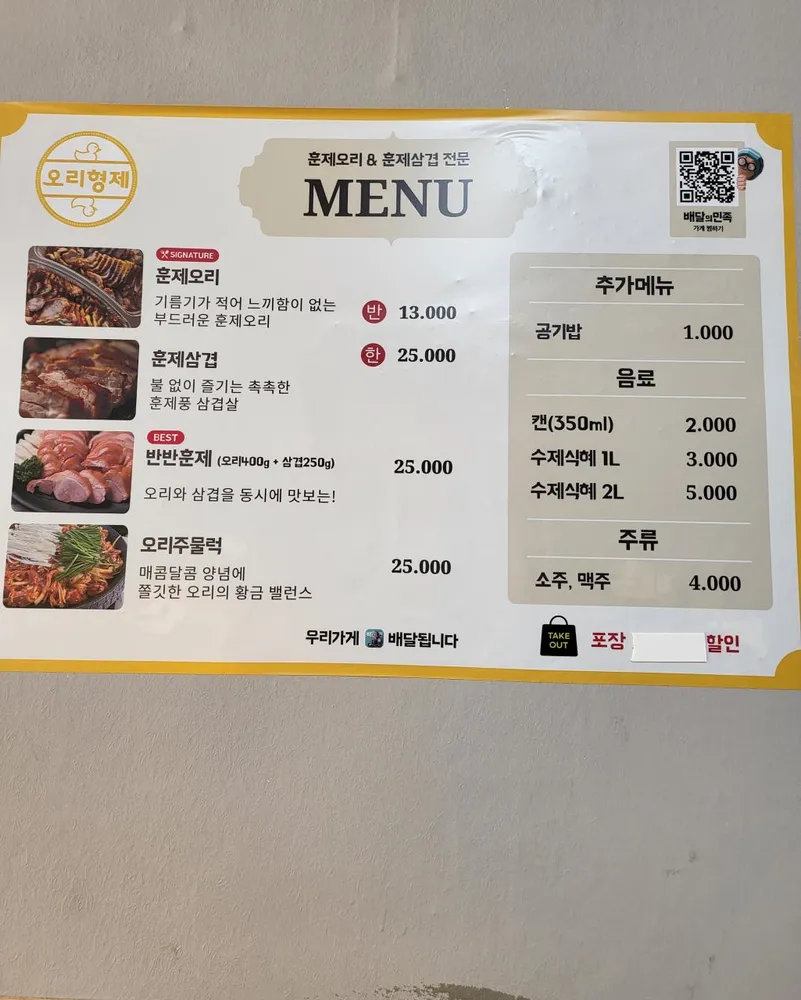 오리형제
훈제오리 & 훈제삼겹 전문
MENU
배달의민족
가게 찜하기
SIGNATURE
훈제오리
기름기가 적어 느끼함이 없는
부드러운 훈제오리
반 13.000
한 25.000
훈제삼겹
불 없이 즐기는 촉촉한
훈제풍 삼겹살
BEST
반반훈제 (오리400g + 삼겹250g) 25.000
오리와 삼겹을 동시에 맛보는!
오리주물럭 25.000
매콤달콤 양념에
쫄깃한 오리의 황금 밸런스
추가메뉴
공기밥 1.000
음료
캔(350ml) 2.000
수제식혜 1L 3.000
수제식혜 2L 5.000
주류
소주, 맥주 4.000
우리가게 배달됩니다
TAKE
OUT
포장 할인